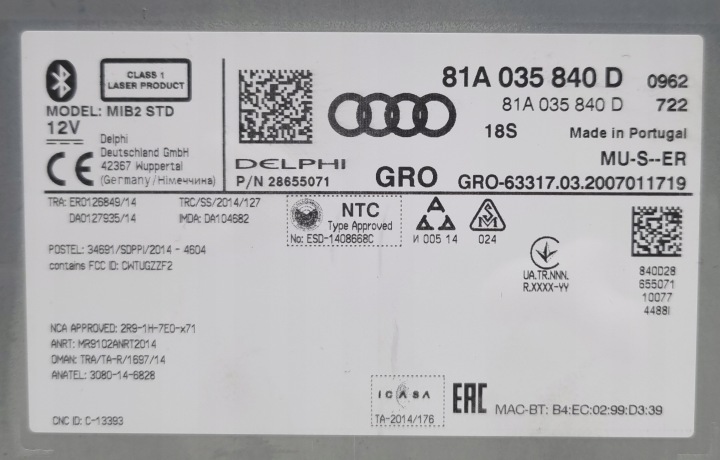 CLASS 1
LASER PRODUCT
MODEL: MIB2 STD
12V
Delphi
Deutschland GmbH
42367 Wuppertal
(Germany/Німеччина)
CE
DELPHI
P/N 28655071
81A 035 840 D 0962
81A 035 840 D 722
18S Made in Portugal
MU-S--ER
GRO GRO-63317.03.2007011719
TRA: ER0126849/14 TRC/SS/2014/127
DA0127935/14 IMDA: DA104682
NTC
Type Approved
No: ESD-1408668C
И 005 14
024
POSTEL: 34691/SDPPI/2014 - 4604
contains FCC ID: CWTUGZZF2
UA.TR.NNN.
R.XXXX-YY
840D28
655071
10077
4488I
NCA APPROVED: 2R9-1H-7E0-x71
ANRT: MR9102ANRT2014
OMAN: TRA/TA-R/1697/14
ANATEL: 3080-14-6828
CNC ID: C-13393
ICASA
TA-2014/176
EAC
MAC-BT: B4:EC:02:99:D3:39